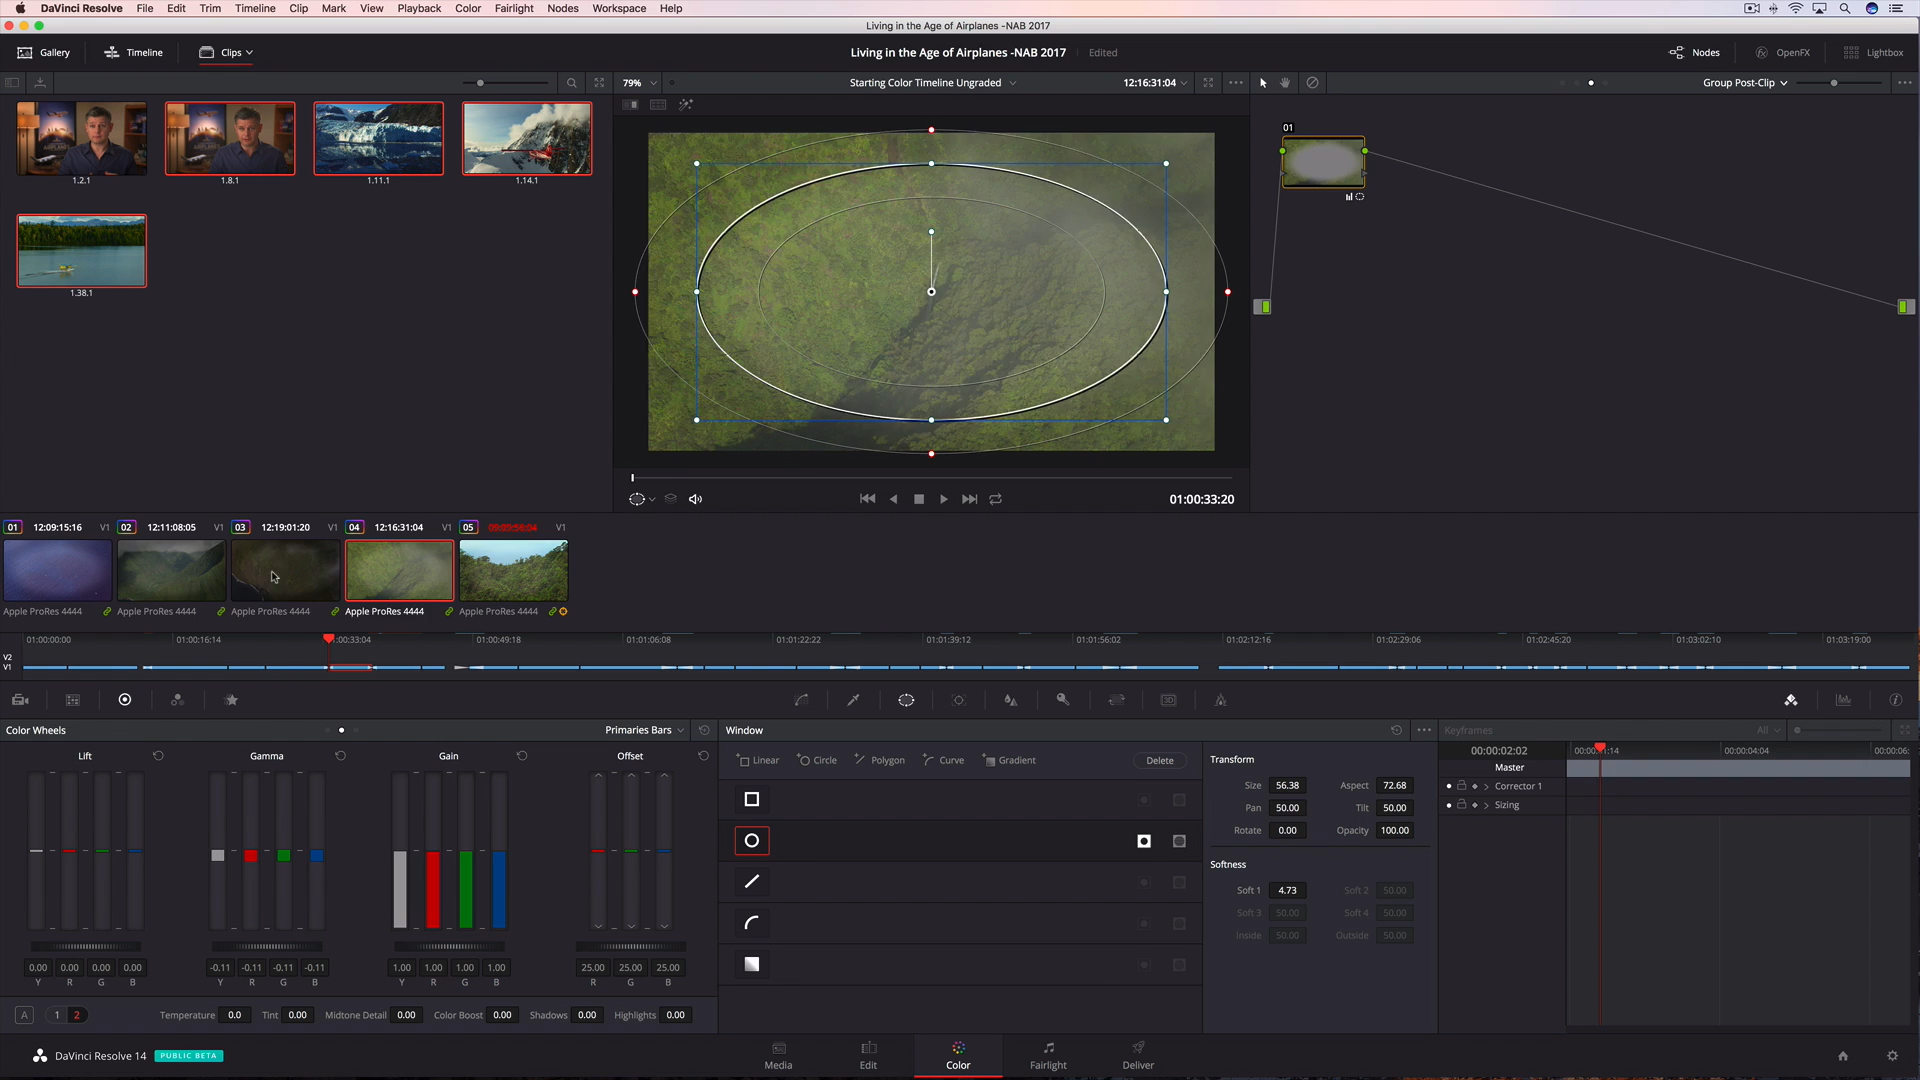 DaVinci Resolve File Edit Trim Timeline Clip Mark View Playback Color Fairlight Nodes Workspace Help
Living in the Age of Airplanes -NAB 2017
Gallery Timeline Clips Living in the Age of Airplanes -NAB 2017 Edited Nodes OpenFX Lightbox
79% Starting Color Timeline Ungraded 12:16:31:04 Group Post-Clip
01
1.2.1 1.8.1 1.11.1 1.14.1
1.38.1
01:00:33:20
01 12:09:15:16 V1 02 12:11:08:05 V1 03 12:19:01:20 V1 04 12:16:31:04 V1 05 V1
Apple ProRes 4444 Apple ProRes 4444 Apple ProRes 4444 Apple ProRes 4444 Apple ProRes 4444
01:00:00:00 01:00:16:14 :00:33:04 01:00:49:18 01:01:06:08 01:01:22:22 01:01:39:12 01:01:56:02 01:02:12:16 01:02:29:06 01:02:45:20 01:03:02:10 01:03:19:00
V2
V1
Color Wheels Primaries Bars Window Keyframes All
Lift Gamma Gain Offset
Linear Circle Polygon Curve Gradient Delete
Transform
Size 56.38 Aspect 72.68
Pan 50.00 Tilt 50.00
Rotate 0.00 Opacity 100.00
Softness
Soft 1 4.73 Soft 2 50.00
Soft 3 50.00 Soft 4 50.00
Inside 50.00 Outside 50.00
00:00:02:02 00:00:04:04 00:00:06:
Master
Corrector 1
Sizing
0.00 0.00 0.00 0.00 -0.11 -0.11 -0.11 -0.11 1.00 1.00 1.00 1.00 25.00 25.00 25.00
Y R G B Y R G B Y R G B R G B
A 1 2 Temperature 0.0 Tint 0.00 Midtone Detail 0.00 Color Boost 0.00 Shadows 0.00 Highlights 0.00
DaVinci Resolve 14 PUBLIC BETA Media Edit Color Fairlight Deliver